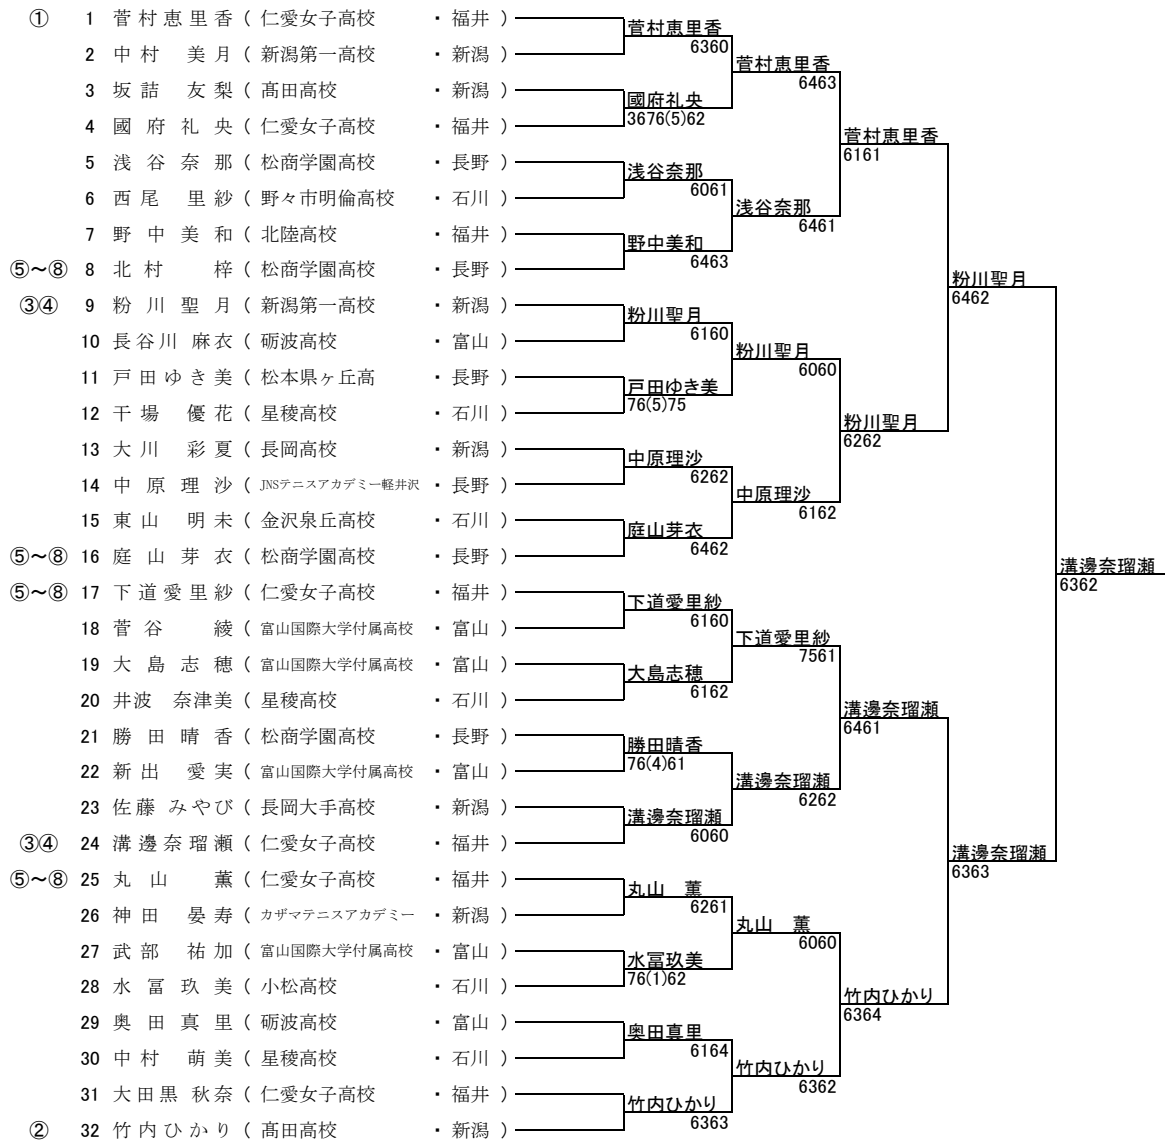 ① 1 菅村恵里香 ( 仁愛女子高校 ・ 福井 )
菅村恵里香
6360
2 中村 美月 ( 新潟第一高校 ・ 新潟 )
菅村恵里香
6463
3 坂詰 友梨 ( 髙田高校 ・ 新潟 )
國府礼央
3676(5)62
4 國府礼央 ( 仁愛女子高校 ・ 福井 )
菅村恵里香
6161
5 浅谷奈那 ( 松商学園高校 ・ 長野 )
浅谷奈那
6061
6 西尾 里紗 ( 野々市明倫高校 ・ 石川 )
浅谷奈那
6461
7 野中美和 ( 北陸高校 ・ 福井 )
野中美和
6463
⑤～⑧ 8 北村 梓 ( 松商学園高校 ・ 長野 )
粉川聖月
6462
③④ 9 粉川聖月 ( 新潟第一高校 ・ 新潟 )
粉川聖月
6160
10 長谷川 麻衣 ( 砺波高校 ・ 富山 )
粉川聖月
6060
11 戸田ゆき美 ( 松本県ヶ丘高 ・ 長野 )
戸田ゆき美
76(5)75
12 干場 優花 ( 星稜高校 ・ 石川 )
粉川聖月
6262
13 大川 彩夏 ( 長岡高校 ・ 新潟 )
中原理沙
6262
14 中原理沙 ( JNSテニスアカデミー軽井沢 ・ 長野 )
中原理沙
6162
15 東山 明未 ( 金沢泉丘高校 ・ 石川 )
庭山芽衣
6462
⑤～⑧ 16 庭山芽衣 ( 松商学園高校 ・ 長野 )
溝邊奈瑠瀬
6362
⑤～⑧ 17 下道愛里紗 ( 仁愛女子高校 ・ 福井 )
下道愛里紗
6160
18 菅谷 綾 ( 富山国際大学付属高校 ・ 富山 )
下道愛里紗
7561
19 大島志穂 ( 富山国際大学付属高校 ・ 富山 )
大島志穂
6162
20 井波 奈津美 ( 星稜高校 ・ 石川 )
溝邊奈瑠瀬
6461
21 勝田晴香 ( 松商学園高校 ・ 長野 )
勝田晴香
76(4)61
22 新出 愛実 ( 富山国際大学付属高校 ・ 富山 )
溝邊奈瑠瀬
6262
23 佐藤 みやび ( 長岡大手高校 ・ 新潟 )
溝邊奈瑠瀬
6060
③④ 24 溝邊奈瑠瀬 ( 仁愛女子高校 ・ 福井 )
溝邊奈瑠瀬
6363
⑤～⑧ 25 丸山 薫 ( 仁愛女子高校 ・ 福井 )
丸山 薫
6261
26 神田 晏寿 ( カザマテニスアカデミー ・ 新潟 )
丸山 薫
6060
27 武部 祐加 ( 富山国際大学付属高校 ・ 富山 )
水冨玖美
76(1)62
28 水冨玖美 ( 小松高校 ・ 石川 )
竹内ひかり
6364
29 奥田真里 ( 砺波高校 ・ 富山 )
奥田真里
6164
30 中村 萌美 ( 星稜高校 ・ 石川 )
竹内ひかり
6362
31 大田黒 秋奈 ( 仁愛女子高校 ・ 福井 )
竹内ひかり
6363
② 32 竹内ひかり ( 髙田高校 ・ 新潟 )